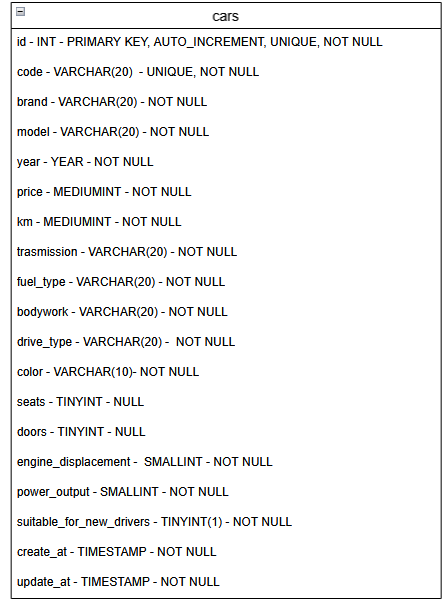 cars
id - INT - PRIMARY KEY, AUTO_INCREMENT, UNIQUE, NOT NULL
code - VARCHAR(20)  - UNIQUE, NOT NULL
brand - VARCHAR(20) - NOT NULL
model - VARCHAR(20) - NOT NULL
year - YEAR - NOT NULL
price - MEDIUMINT - NOT NULL
km - MEDIUMINT - NOT NULL
trasmission - VARCHAR(20) - NOT NULL
fuel_type - VARCHAR(20) - NOT NULL
bodywork - VARCHAR(20) - NOT NULL
drive_type - VARCHAR(20) -  NOT NULL
color - VARCHAR(10)- NOT NULL
seats - TINYINT - NULL
doors - TINYINT - NULL
engine_displacement -  SMALLINT - NOT NULL
power_output - SMALLINT - NOT NULL
suitable_for_new_drivers - TINYINT(1) - NOT NULL
create_at - TIMESTAMP - NOT NULL
update_at - TIMESTAMP - NOT NULL